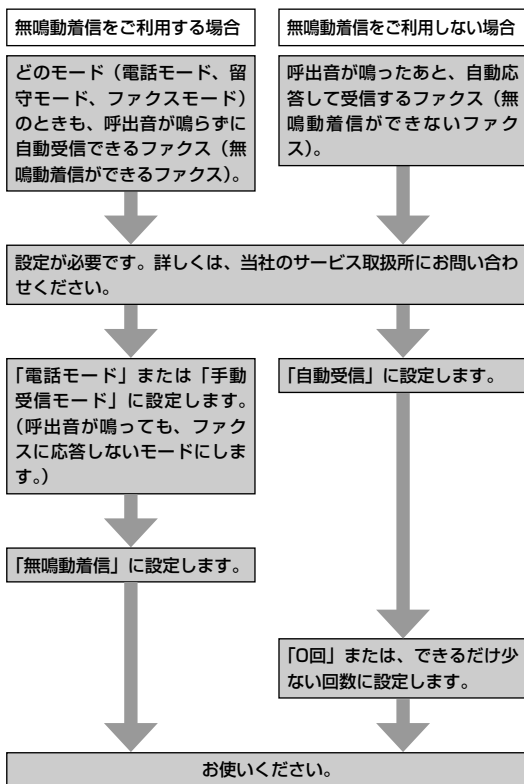 無鳴動着信をご利用する場合
無鳴動着信をご利用しない場合
どのモード（電話モード、留
守モード、ファクスモード）
のときも、呼出音が鳴らずに
自動受信できるファクス（無
鳴動着信ができるファクス）。
呼出音が鳴ったあと、自動応
答して受信するファクス（無
鳴動着信ができないファク
ス）。
設定が必要です。詳しくは、当社のサービス取扱所にお問い合わ
せください。
「電話モード」または「手動
受信モード」に設定します。
（呼出音が鳴っても、ファク
スに応答しないモードにしま
す。）
「自動受信」に設定します。
「無鳴動着信」に設定します。
「0回」または、できるだけ少
ない回数に設定します。
お使いください。